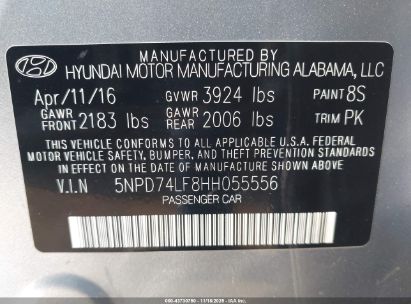 MANUFACTURED BY
HYUNDAI MOTOR MANUFACTURING ALABAMA, LLC
Apr/11/16 GVWR 3924 lbs PAINT 8S
GAWR FRONT 2183 lbs GAWR REAR 2006 lbs TRIM PK
THIS VEHICLE CONFORMS TO ALL APPLICABLE U.S.A. FEDERAL
MOTOR VEHICLE SAFETY, BUMPER, AND THEFT PREVENTION STANDARDS
IN EFFECT ON THE DATE OF MANUFACTURE SHOWN ABOVE.
V.I.N 5NPD74LF8HH055556
PASSENGER CAR